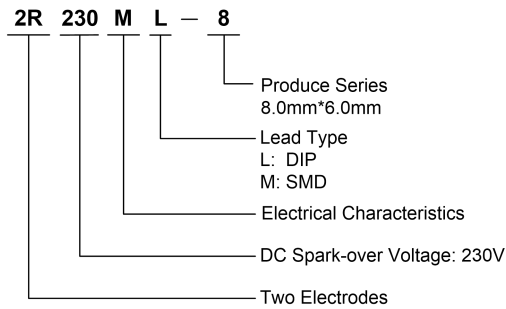 2R 230 M L — 8
Produce Series
8.0mm*6.0mm
Lead Type
L: DIP
M: SMD
Electrical Characteristics
DC Spark-over Voltage: 230V
Two Electrodes